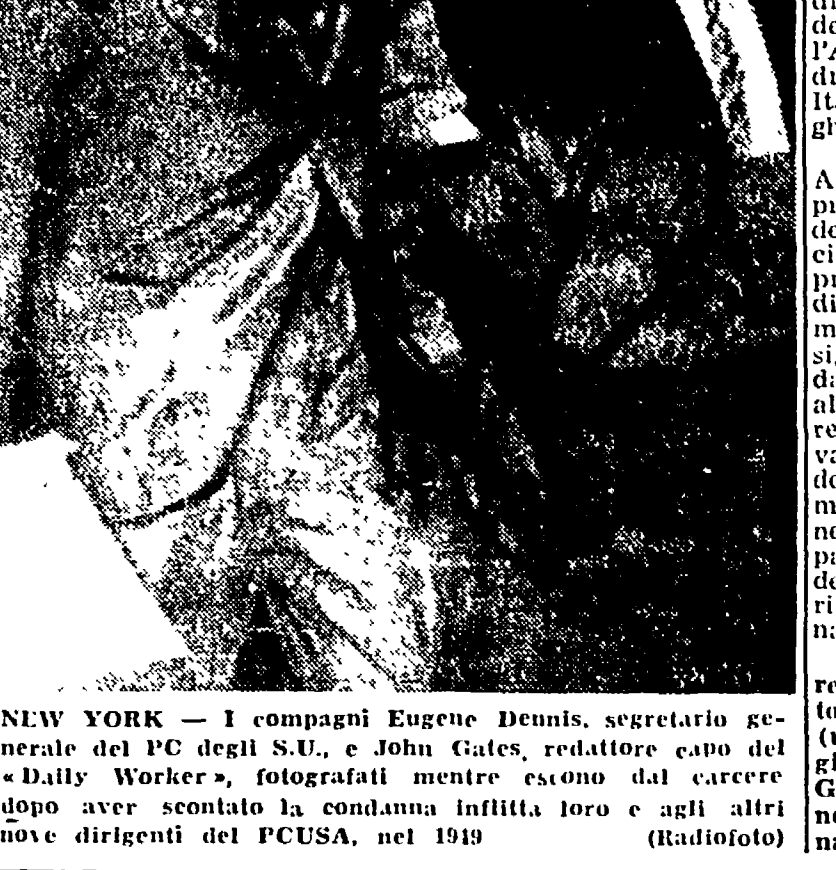 NEW YORK — I compagni Eugene Dennis, segretario ge-
nerale del PC degli S.U., e John Gates, redattore capo del
«Daily Worker», fotografati mentre escono dal carcere
dopo aver scontato la condanna inflitta loro e agli altri
nove dirigenti del PCUSA, nel 1949 (Radiofoto)